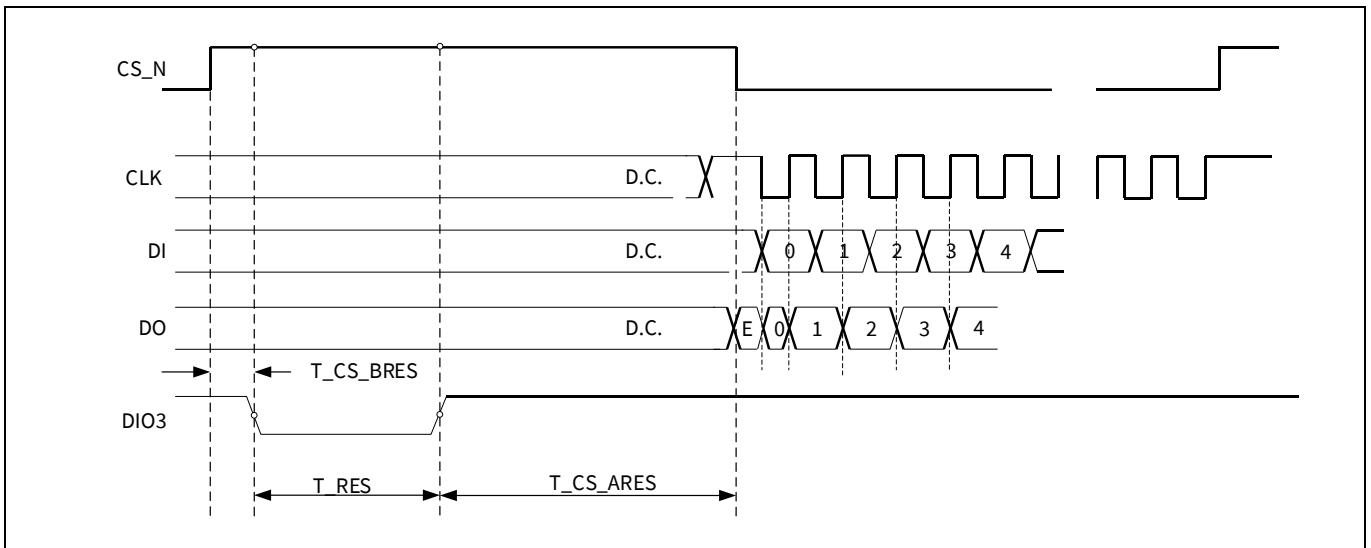 CS_N
CLK D.C.
DI D.C. 0 1 2 3 4
DO D.C. E 0 1 2 3 4
T_CS_BRES
DIO3
T_RES T_CS_ARES